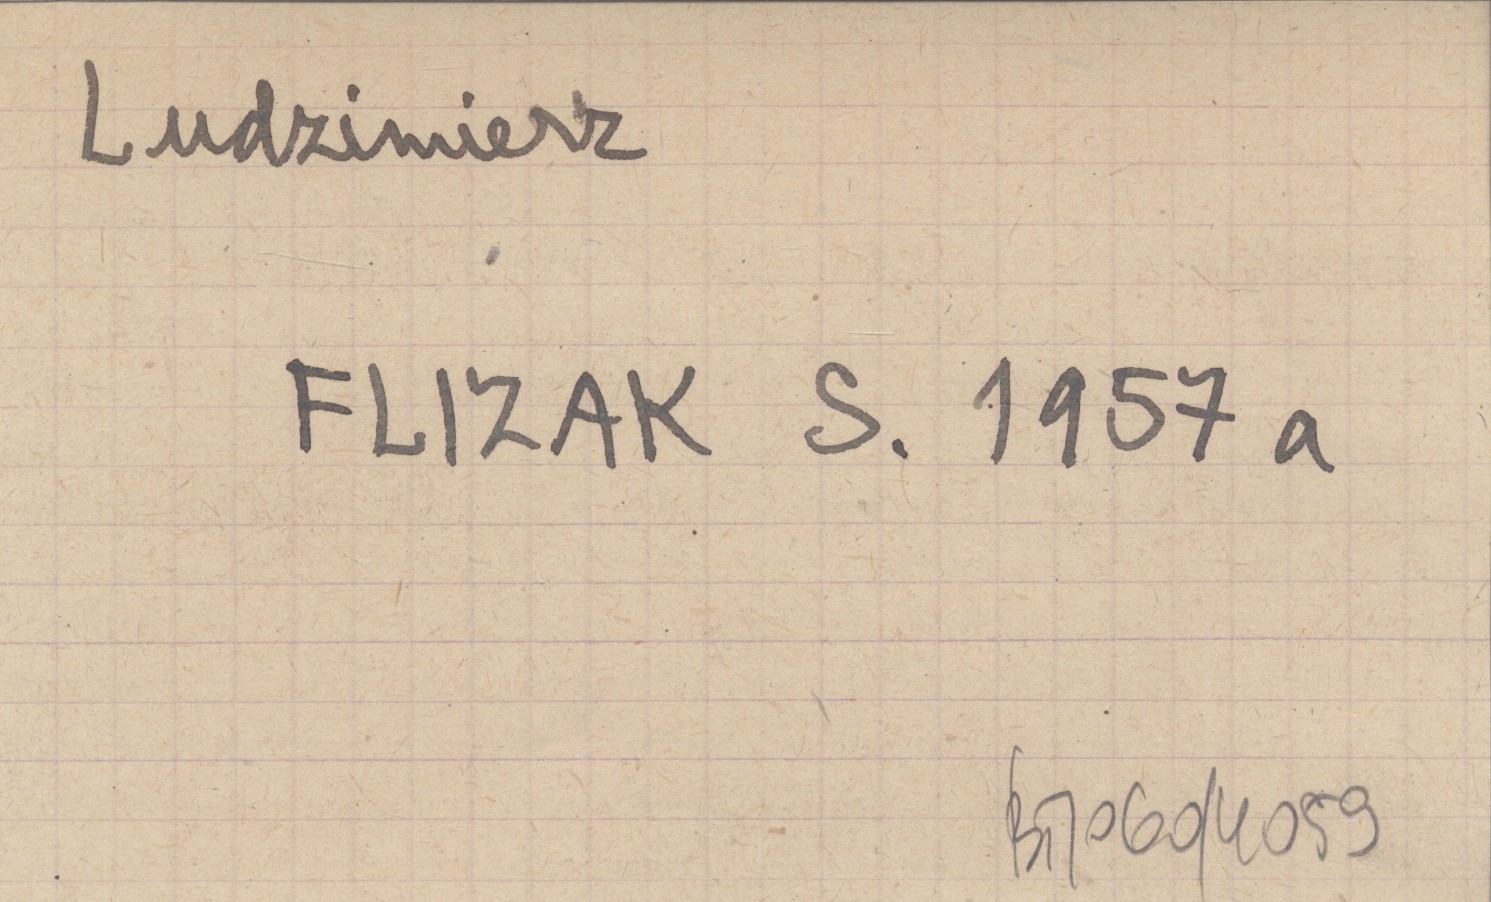 Ludzimierz
FLIZAK S. 1957 a